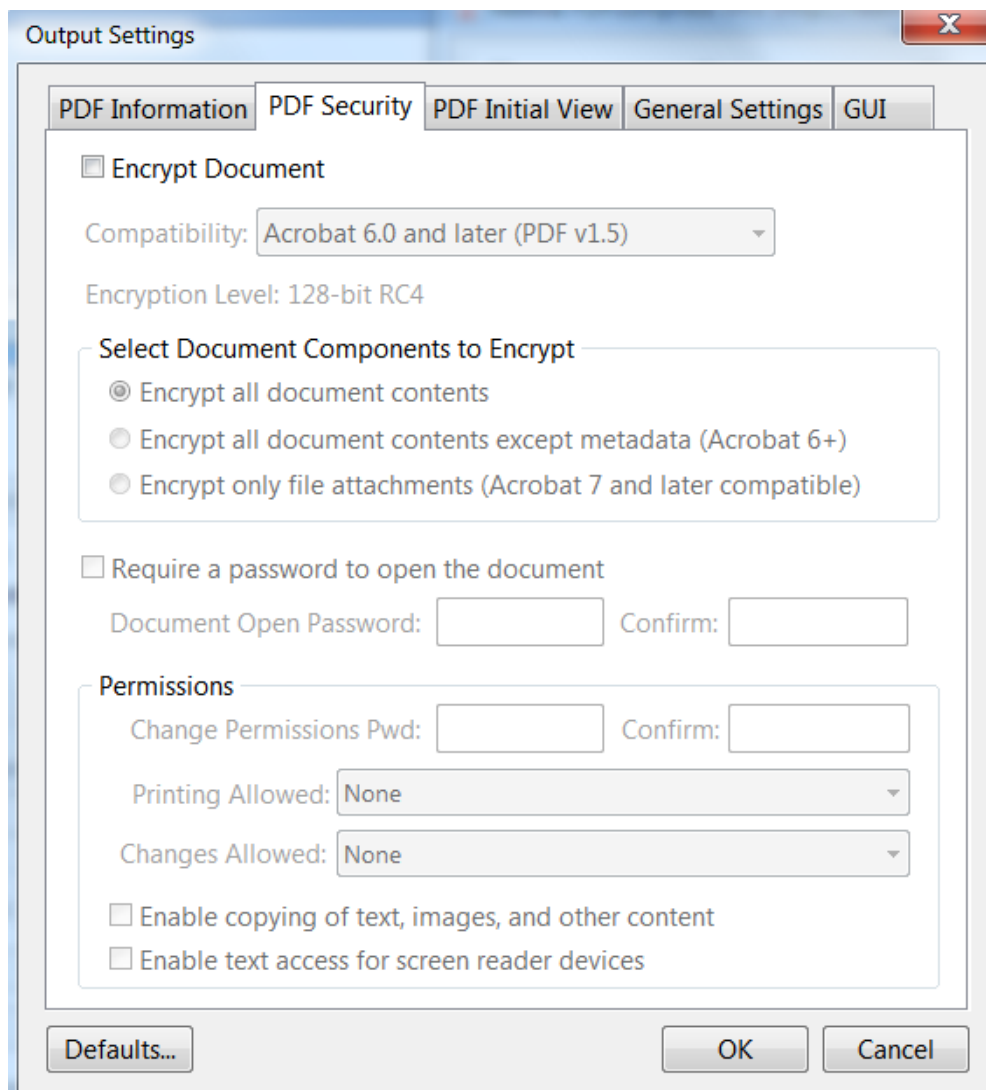 Output Settings
PDF Information PDF Security PDF Initial View General Settings GUI
Encrypt Document
Compatibility: Acrobat 6.0 and later (PDF v1.5)
Encryption Level: 128-bit RC4
Select Document Components to Encrypt
Encrypt all document contents
Encrypt all document contents except metadata (Acrobat 6+)
Encrypt only file attachments (Acrobat 7 and later compatible)
Require a password to open the document
Document Open Password: Confirm:
Permissions
Change Permissions Pwd: Confirm:
Printing Allowed: None
Changes Allowed: None
Enable copying of text, images, and other content
Enable text access for screen reader devices
Defaults... OK Cancel